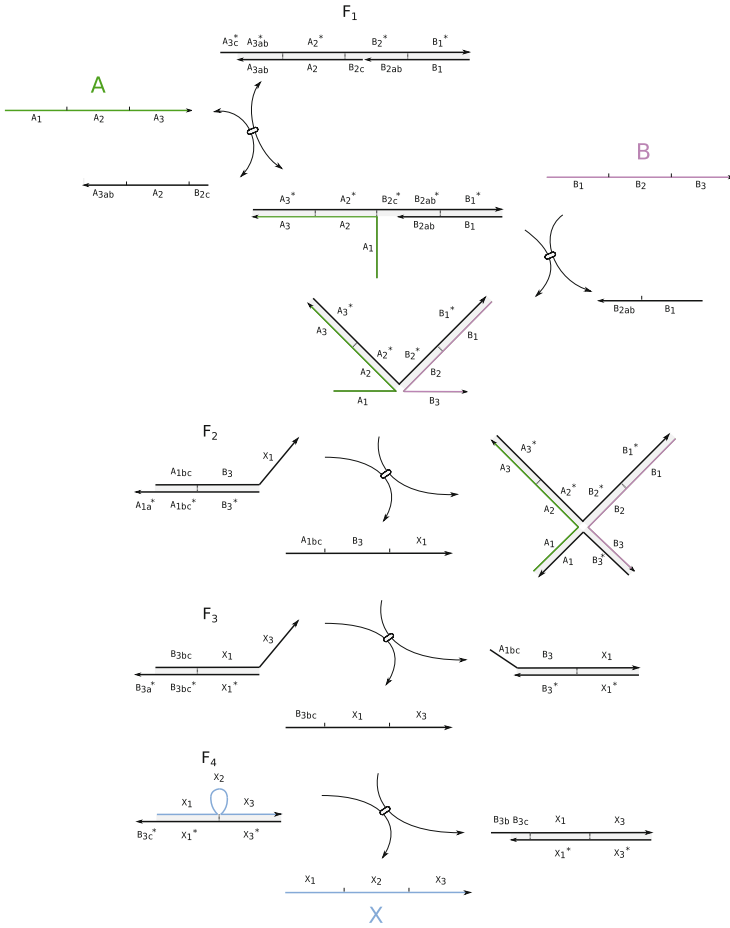 F1
A3c* A3ab* A2* B2* B1*
A3ab A2 B2c B2ab B1
A
A1 A2 A3
B
B1 B2 B3
A3ab A2 B2c
A3* A2* B2c* B2ab* B1*
A3 A2 B2ab B1
A1
B2ab B1
A3* B1*
A3 B1
A2* B2*
A2 B2
A1 B3
F2
X1
A1bc B3
A1a* A1bc* B3*
A1bc B3 X1
A3* B1*
A3 B1
A2* B2*
A2 B2
A1 B3
A1 B3*
F3
X3
B3bc X1
B3a* B3bc* X1*
B3bc X1 X3
A1bc B3 X1
B3* X1*
F4
X2
X1 X3
B3c* X1* X3*
B3b B3c X1 X3
X1* X3*
X1 X2 X3
X